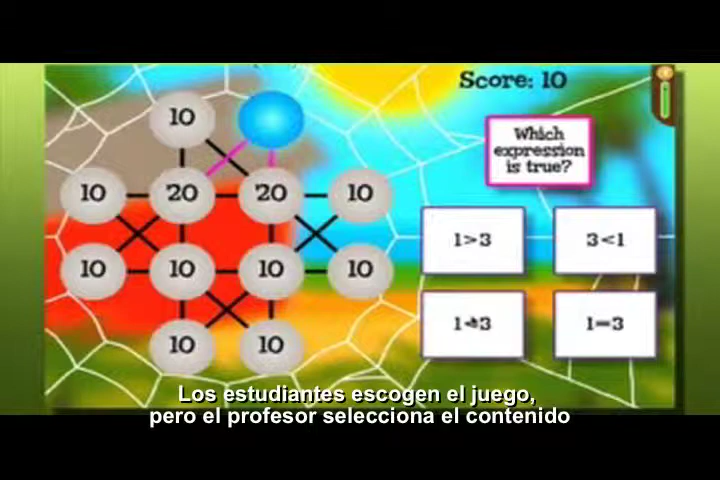 Score: 10
10
Which
expression
is true?
10 20 20 10
1>3 3<1
10 10 10 10
1=3
10 10
Los estudiantes escogen el juego,
pero el profesor selecciona el contenido